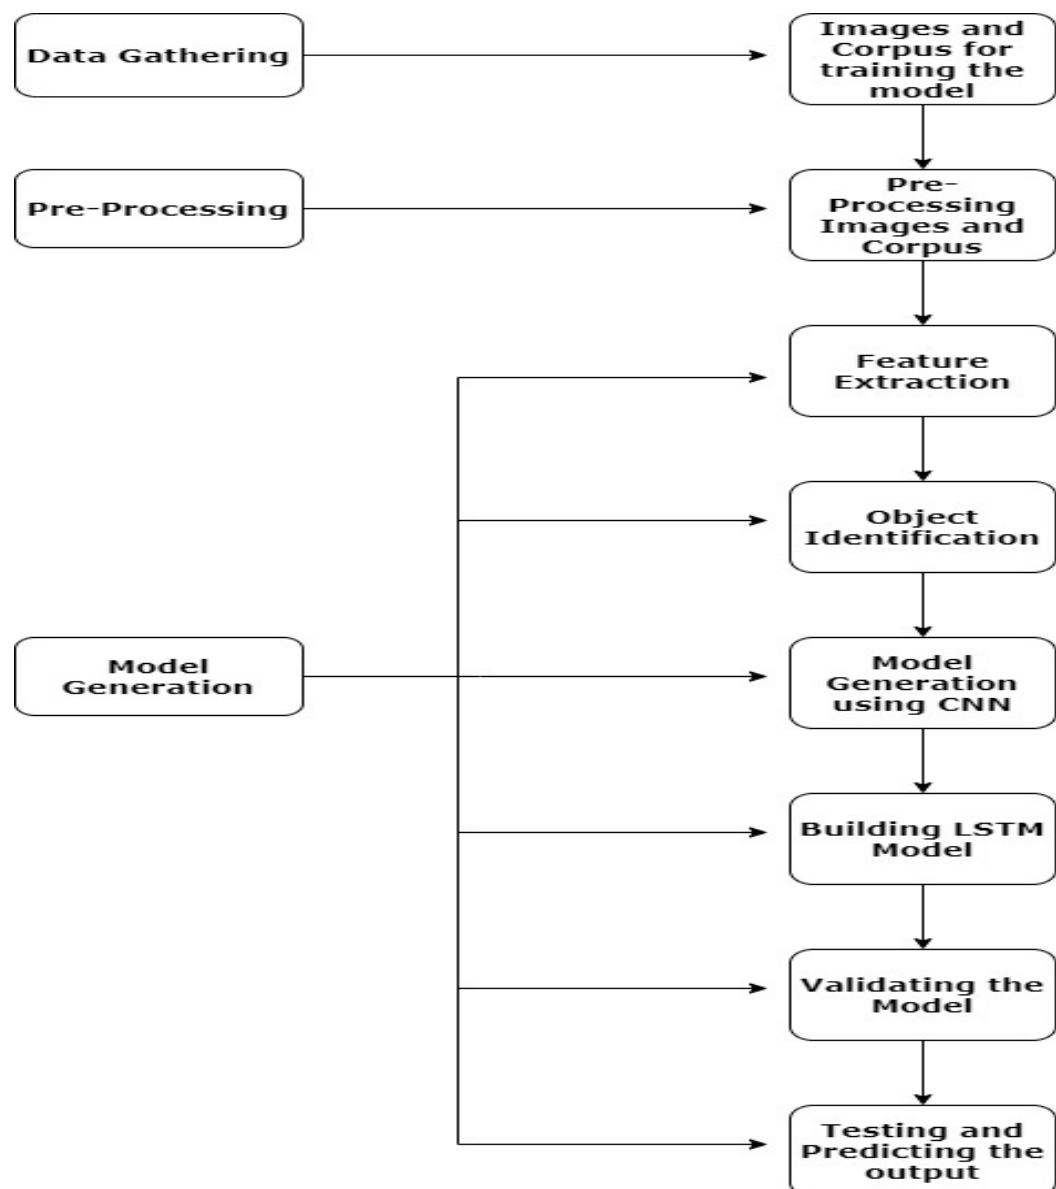 Data Gathering
Images and
Corpus for
training the
model
Pre-Processing
Pre-
Processing
Images and
Corpus
Feature
Extraction
Object
Identification
Model
Generation
Model
Generation
using CNN
Building LSTM
Model
Validating the
Model
Testing and
Predicting the
output